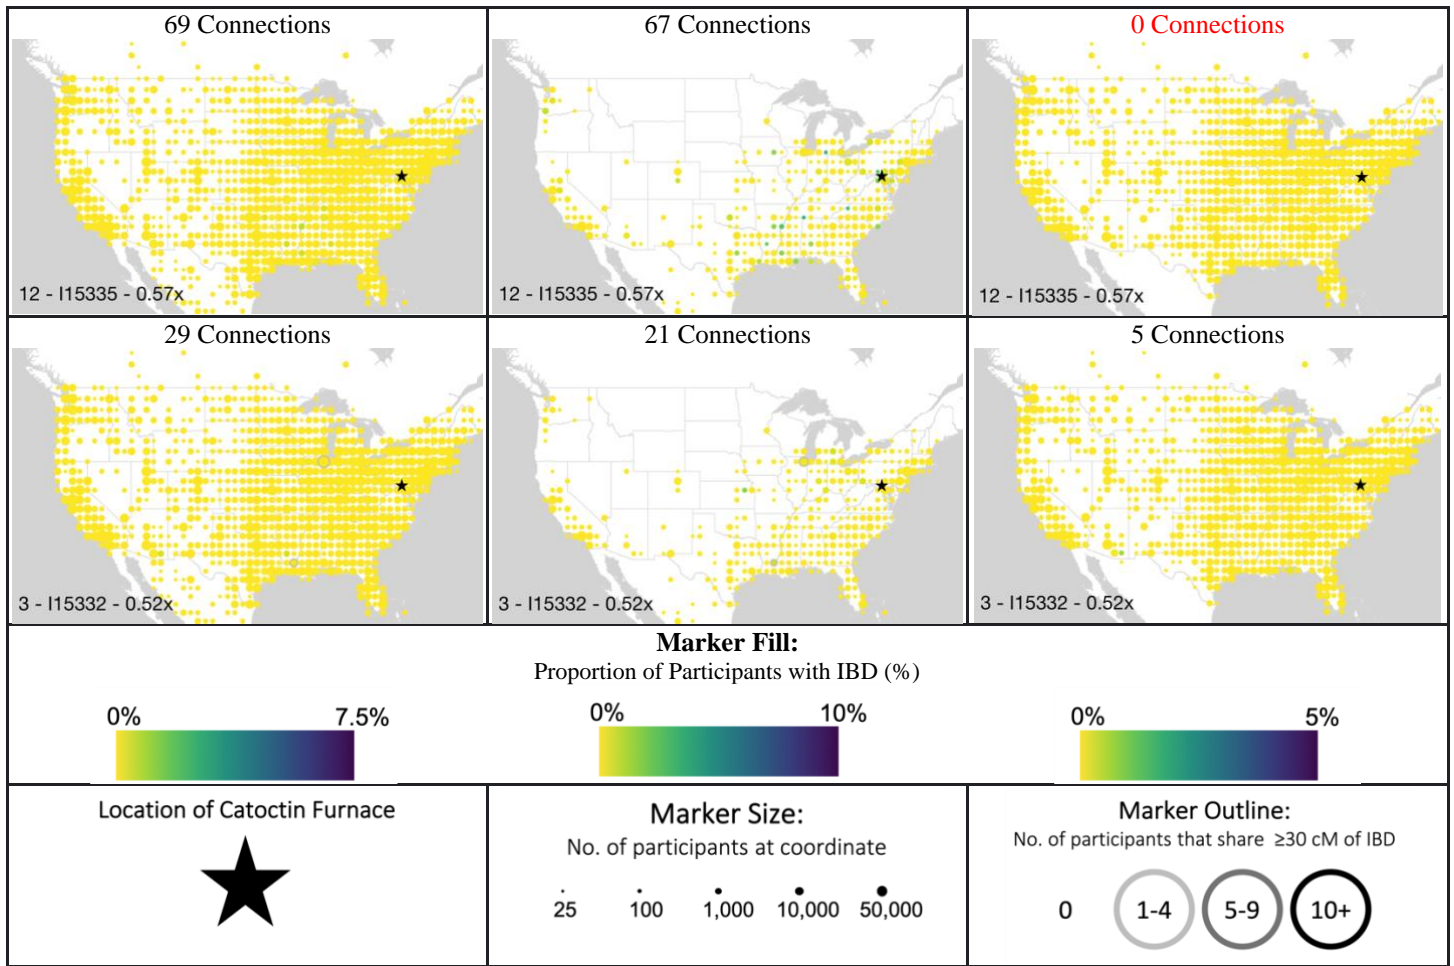 69 Connections
67 Connections
0 Connections
12 - I15335 - 0.57x
12 - I15335 - 0.57x
12 - I15335 - 0.57x
29 Connections
21 Connections
5 Connections
3 - I15332 - 0.52x
3 - I15332 - 0.52x
3 - I15332 - 0.52x
Marker Fill:
Proportion of Participants with IBD (%)
0% 7.5%
0% 10%
0% 5%
Location of Catoctin Furnace
Marker Size:
No. of participants at coordinate
25 100 1,000 10,000 50,000
Marker Outline:
No. of participants that share ≥30 cM of IBD
0 1-4 5-9 10+